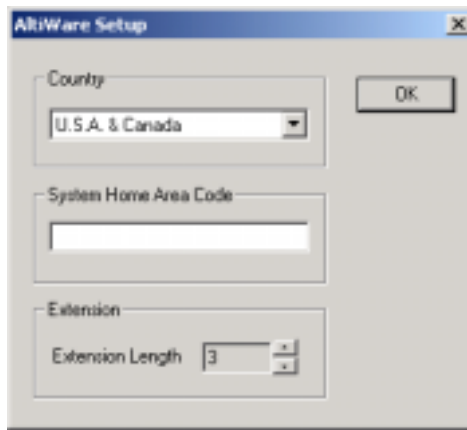 AltiWare Setup
Country
OK
U.S.A. & Canada
System Home Area Code
Extension
Extension Length 3